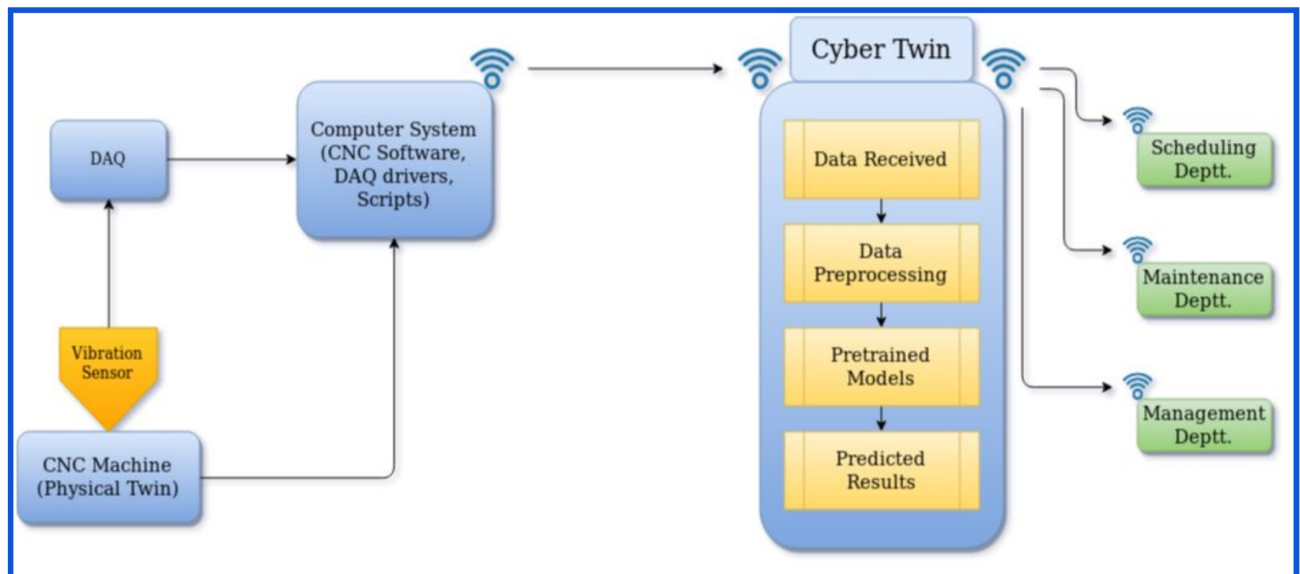 Cyber Twin
DAQ
Computer System
(CNC Software,
DAQ drivers,
Scripts)
Vibration
Sensor
CNC Machine
(Physical Twin)
Data Received
Data
Preprocessing
Pretrained
Models
Predicted
Results
Scheduling
Deptt.
Maintenance
Deptt.
Management
Deptt.